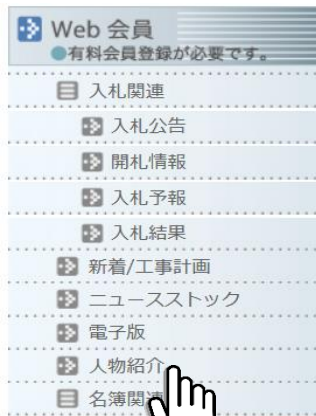 Web 会員
●有料会員登録が必要です。
入札関連
入札公告
開札情報
入札予報
入札結果
新着/工事計画
ニュースストック
電子版
人物紹介
名簿関